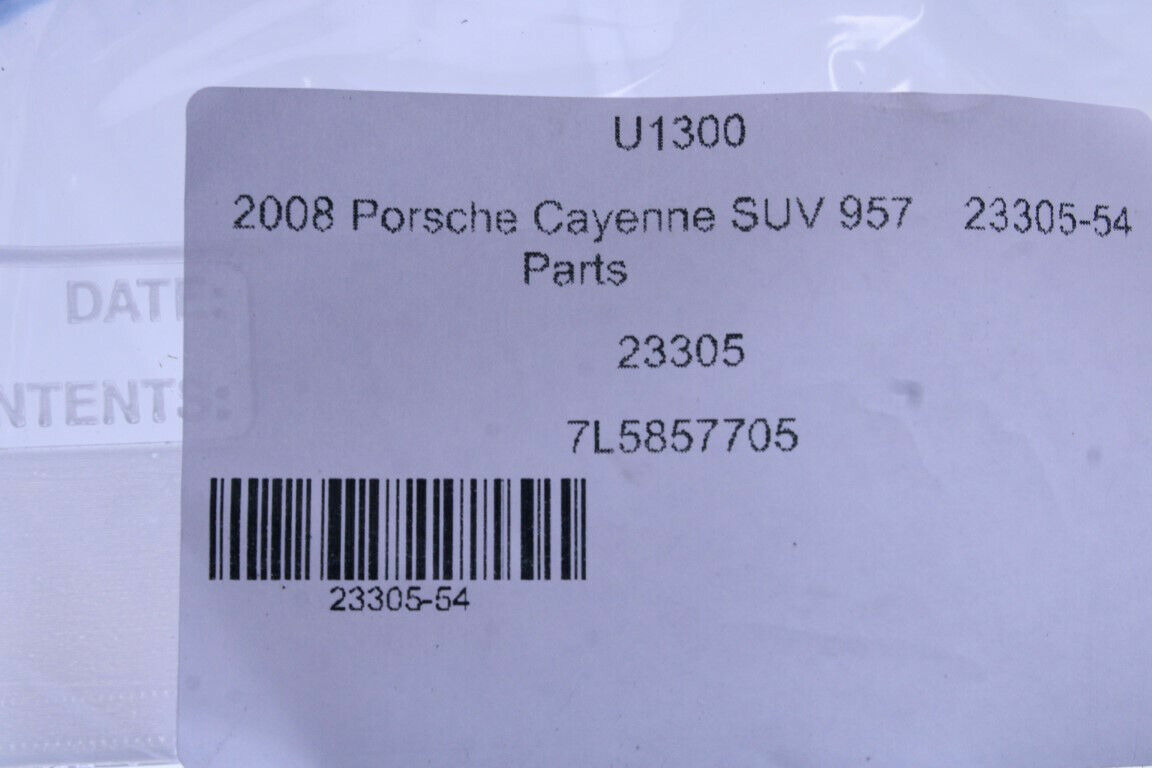 U1300
2008 Porsche Cayenne SUV 957 23305-54
Parts
DATE:
23305
NTENTS:
7L5857705
23305-54